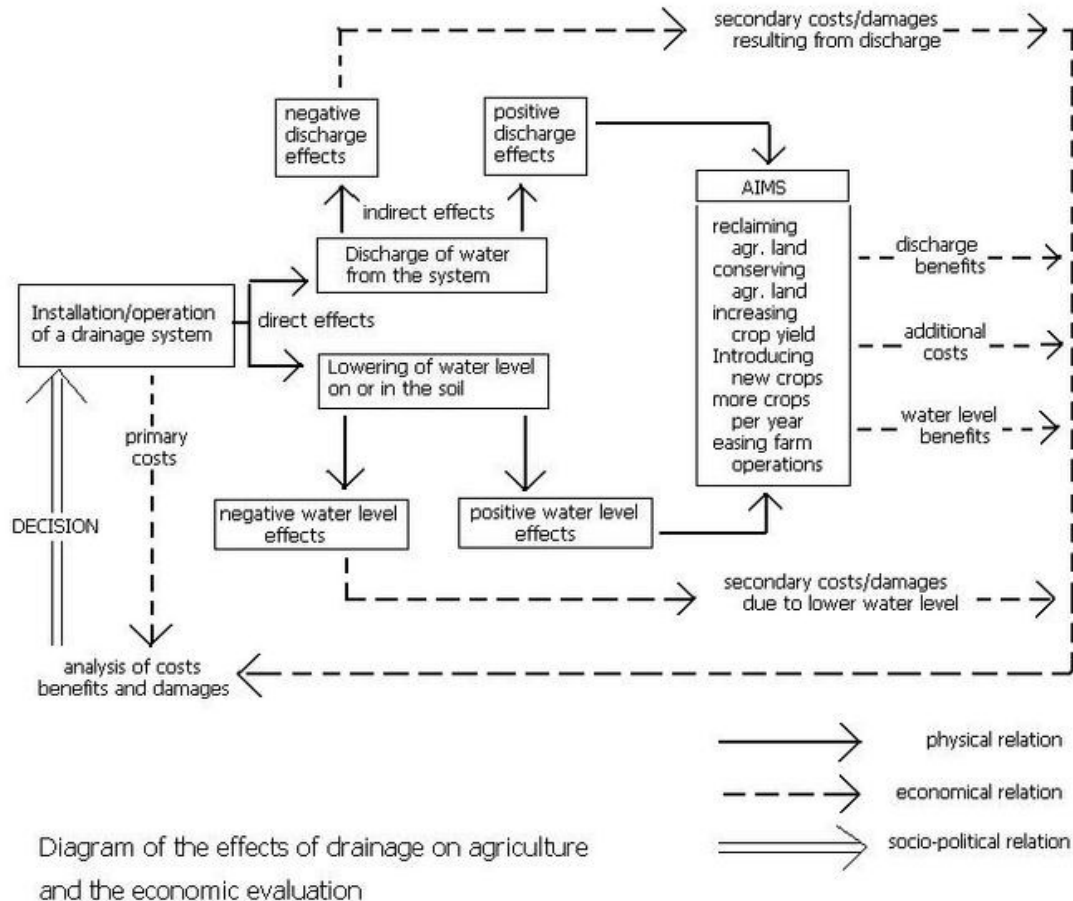 secondary costs/damages
resulting from discharge
negative
discharge
effects
positive
discharge
effects
AIMS
indirect effects
reclaiming
agr. land
conserving
agr. land
increasing
crop yield
Introducing
new crops
more crops
per year
easing farm
operations
discharge
benefits
additional
costs
water level
benefits
Discharge of water
from the system
Installation/operation
of a drainage system
direct effects
Lowering of water level
on or in the soil
primary
costs
DECISION
negative water level
effects
positive water level
effects
secondary costs/damages
due to lower water level
analysis of costs
benefits and damages
physical relation
economical relation
socio-political relation
Diagram of the effects of drainage on agriculture
and the economic evaluation